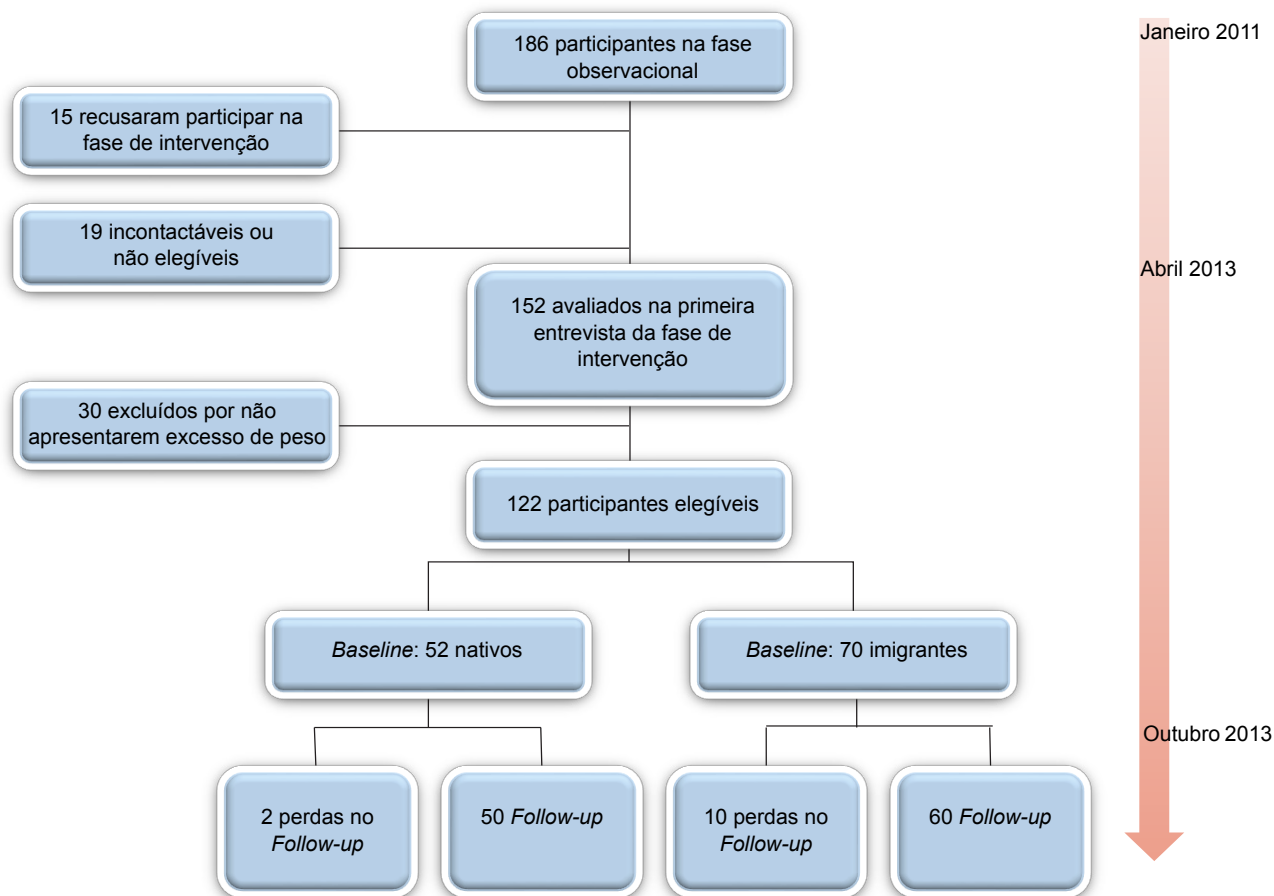 186 participantes na fase
observacional
Janeiro 2011
15 recusaram participar na
fase de intervenção
19 incontactáveis ou
não elegíveis
Abril 2013
152 avaliados na primeira
entrevista da fase de
intervenção
30 excluídos por não
apresentarem excesso de peso
122 participantes elegíveis
Baseline: 52 nativos
Baseline: 70 imigrantes
Outubro 2013
2 perdas no
Follow-up
50 Follow-up
10 perdas no
Follow-up
60 Follow-up